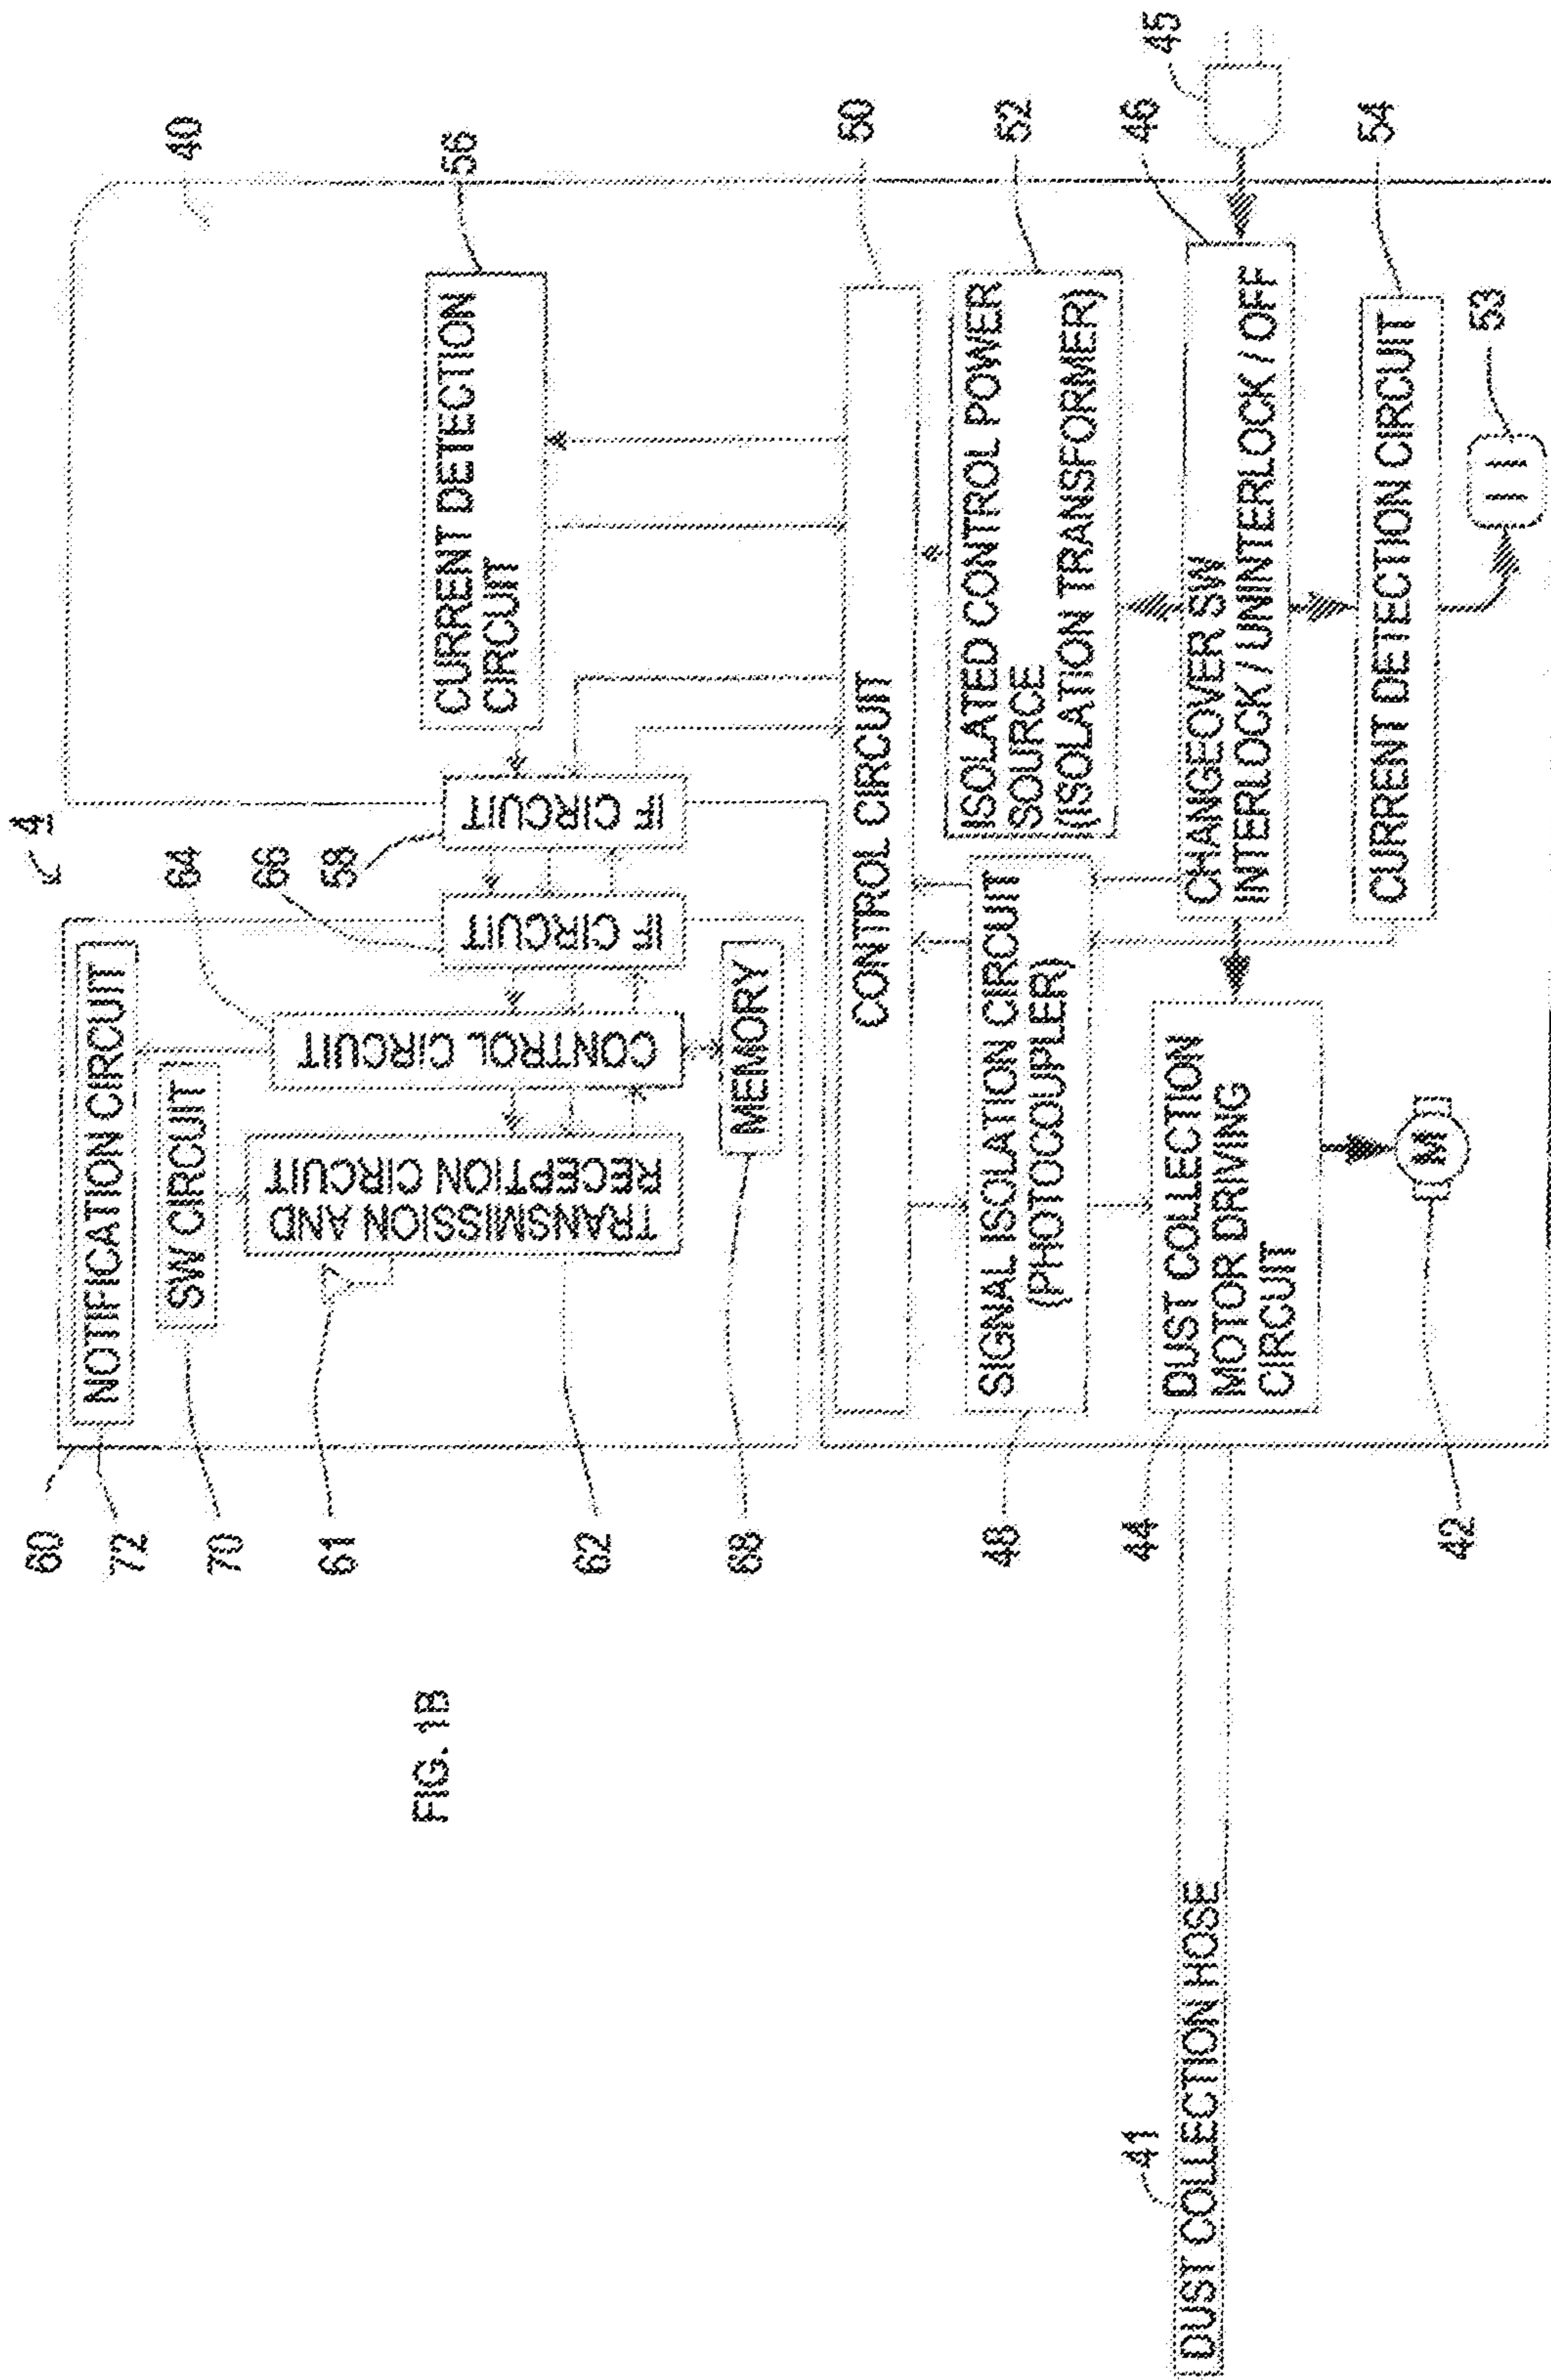 FIG. 1B
4
60
72
70
61
62
68
48
44
42
41
64
66
58
40
56
50
52
46
45
54
53
NOTIFICATION CIRCUIT
SW CIRCUIT
TRANSMISSION AND
RECEPTION CIRCUIT
CONTROL CIRCUIT
MEMORY
IF CIRCUIT
IF CIRCUIT
CURRENT DETECTION
CIRCUIT
CONTROL CIRCUIT
SIGNAL ISOLATION CIRCUIT
(PHOTOCOUPLER)
ISOLATED CONTROL POWER
SOURCE
(ISOLATION TRANSFORMER)
DUST COLLECTION
MOTOR DRIVING
CIRCUIT
CHANGEOVER SW
INTERLOCK / UNINTERLOCK / OFF
CURRENT DETECTION CIRCUIT
M
DUST COLLECTION HOSE